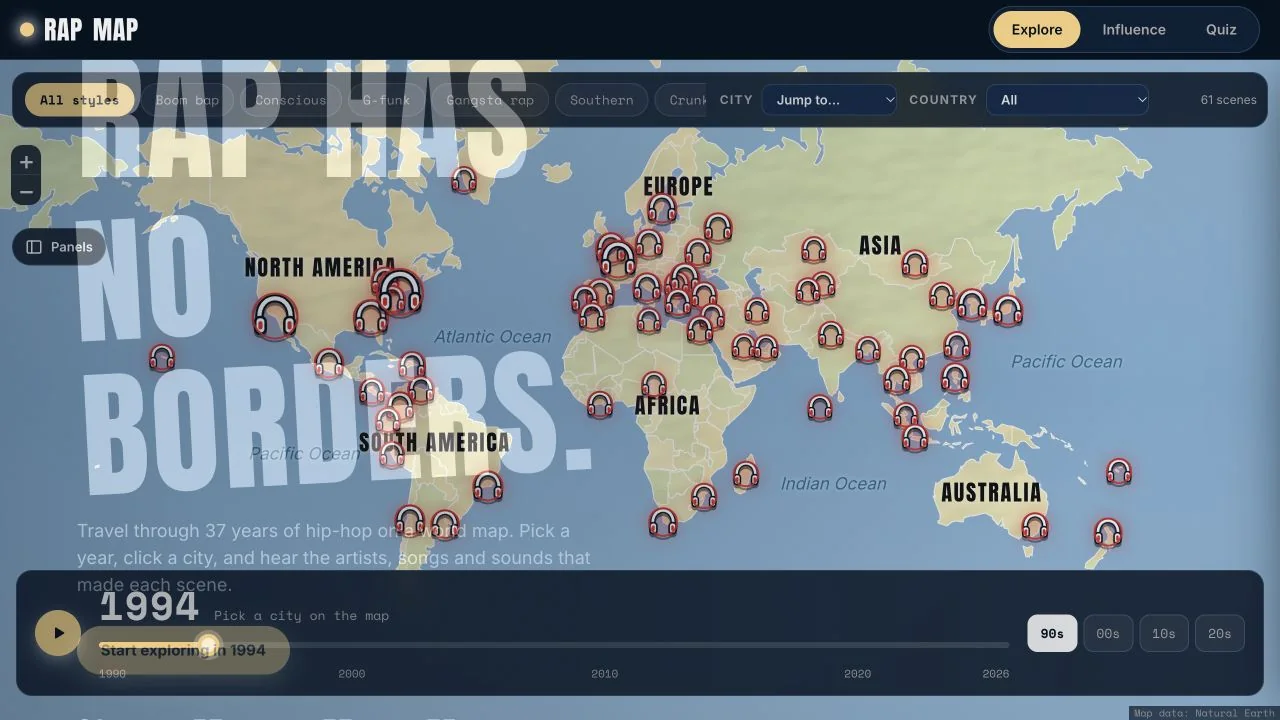 RAP MAP
Explore
Influence
Quiz
RAP HAS
NO
BORDERS.
All styles
Boom bap
Conscious
G-funk
Gangsta rap
Southern
Crunk
CITY
Jump to...
COUNTRY
All
61 scenes
+
−
Panels
EUROPE
ASIA
NORTH AMERICA
Atlantic Ocean
Pacific Ocean
AFRICA
SOUTH AMERICA
Pacific Ocean
Indian Ocean
AUSTRALIA
Travel through 37 years of hip-hop on a world map. Pick a
year, click a city, and hear the artists, songs and sounds that
made each scene.
1994
Pick a city on the map
Start exploring in 1994
90s
00s
10s
20s
1990
2000
2010
2020
2026
Map data: Natural Earth